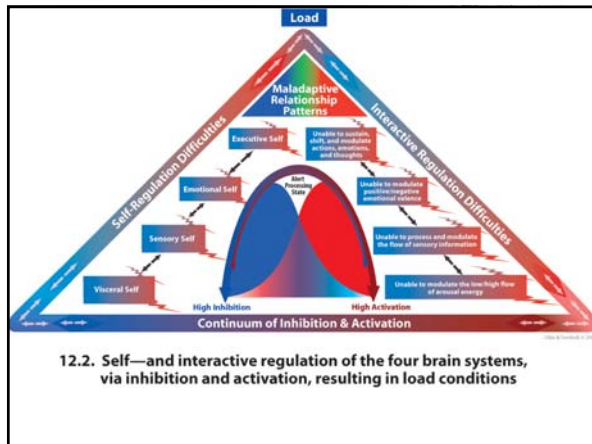 Load
Maladaptive
Relationship
Patterns
Self-Regulation Difficulties
Interactive Regulation Difficulties
Executive Self
Unable to sustain,
shift, and modulate
actions, emotions,
and thoughts
Alert
Processing
State
Emotional Self
Unable to modulate
positive/negative
emotional valence
Sensory Self
Unable to process and modulate
the flow of sensory information
Visceral Self
Unable to modulate the low/high flow
of arousal energy
High Inhibition
High Activation
Continuum of Inhibition & Activation
12.2. Self—and interactive regulation of the four brain systems,
via inhibition and activation, resulting in load conditions